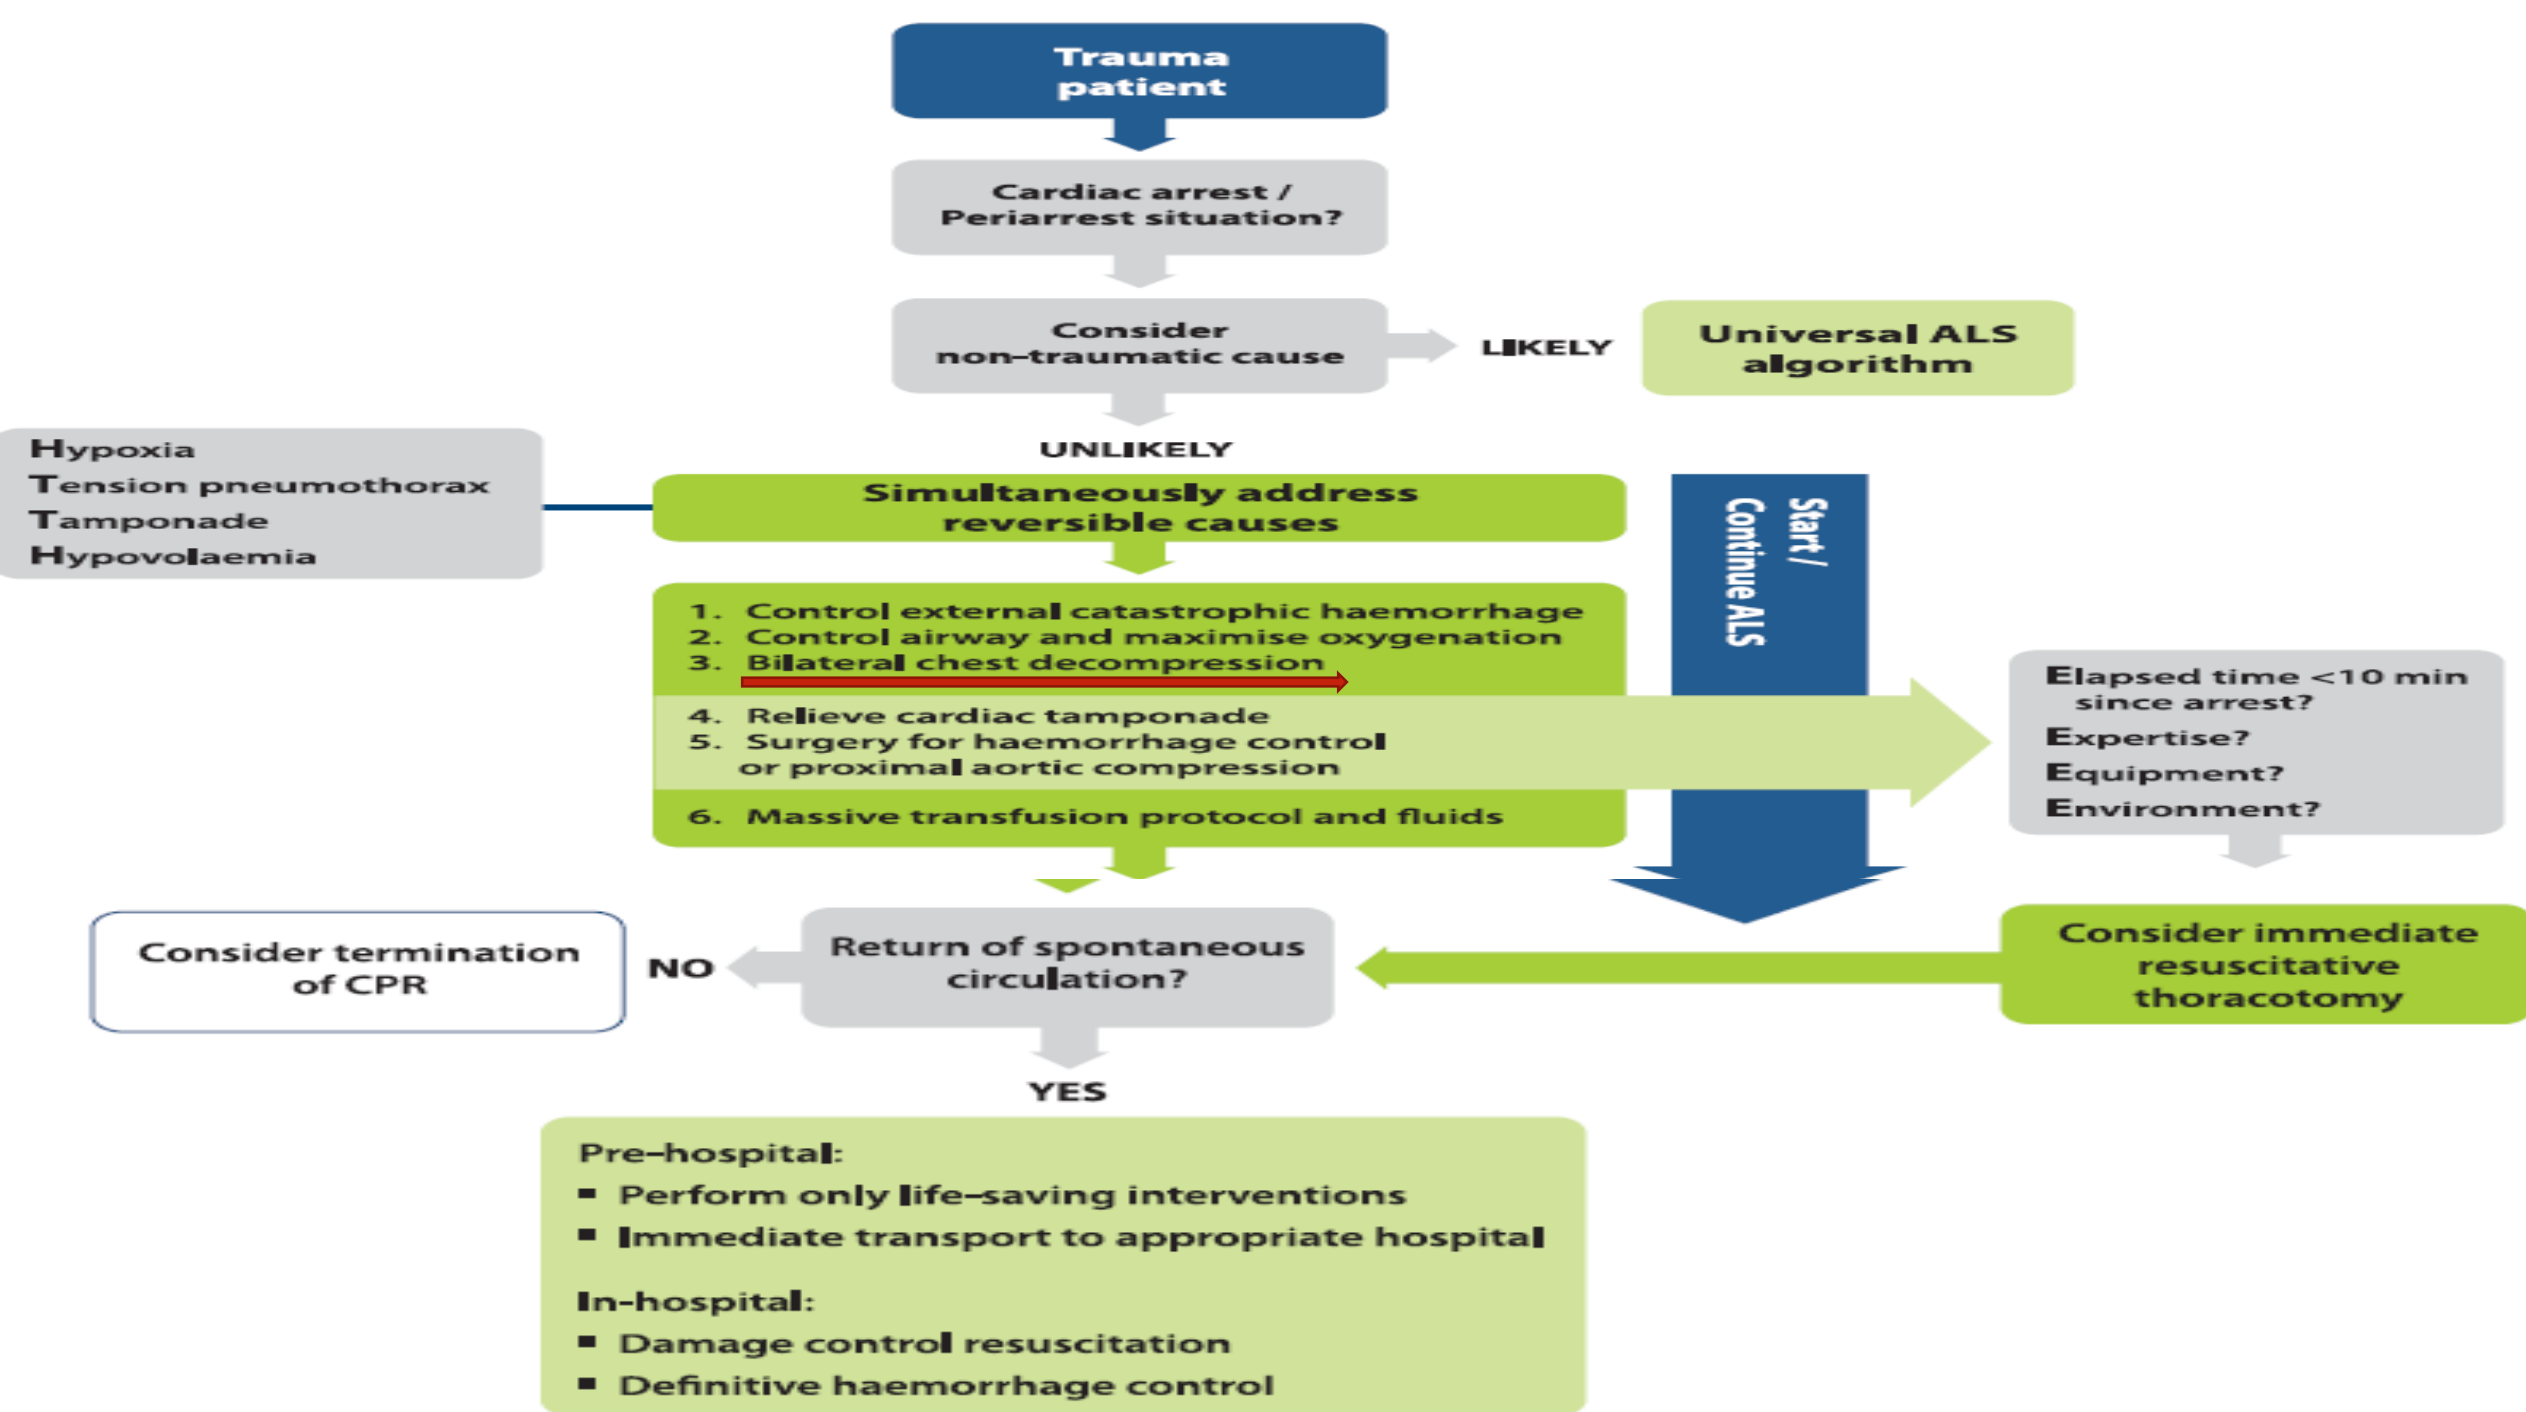 Trauma
patient
Cardiac arrest /
Periarrest situation?
Consider
non-traumatic cause
LIKELY
Universal ALS
algorithm
UNLIKELY
Hypoxia
Tension pneumothorax
Tamponade
Hypovolaemia
Simultaneously address
reversible causes
Start /
Continue ALS
1. Control external catastrophic haemorrhage
2. Control airway and maximise oxygenation
3. Bilateral chest decompression
4. Relieve cardiac tamponade
5. Surgery for haemorrhage control
or proximal aortic compression
6. Massive transfusion protocol and fluids
Elapsed time <10 min
since arrest?
Expertise?
Equipment?
Environment?
Consider immediate
resuscitative
thoracotomy
Return of spontaneous
circulation?
NO
Consider termination
of CPR
YES
Pre-hospital:
▪ Perform only life-saving interventions
▪ Immediate transport to appropriate hospital
In-hospital:
▪ Damage control resuscitation
▪ Definitive haemorrhage control